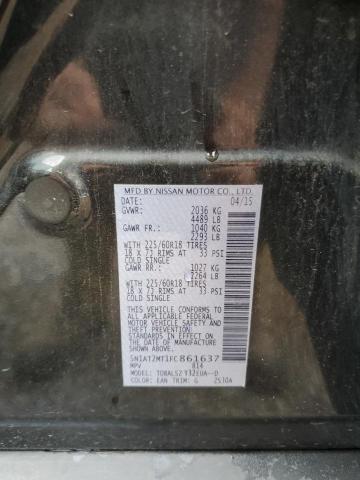 MFD BY NISSAN MOTOR CO., LTD.
DATE: 04/15
GVWR: 2036 KG
4489 LB
GAWR FR.: 1040 KG
2293 LB
WITH 225/60R18 TIRES
18 X 7J RIMS AT 33 PSI
COLD SINGLE
GAWR RR.: 1027 KG
2264 LB
WITH 225/60R18 TIRES
18 X 7J RIMS AT 33 PSI
COLD SINGLE
THIS VEHICLE CONFORMS TO ALL
APPLICABLE FEDERAL MOTOR
VEHICLE SAFETY, BUMPER, AND
THEFT PREVENTION
STANDARDS IN EFFECT ON THE
DATE OF MANUFACTURE SHOWN
ABOVE.
5N1AT2MT1FC861637
MPV 814
MODEL:
COLOR: EAN TRIM: G